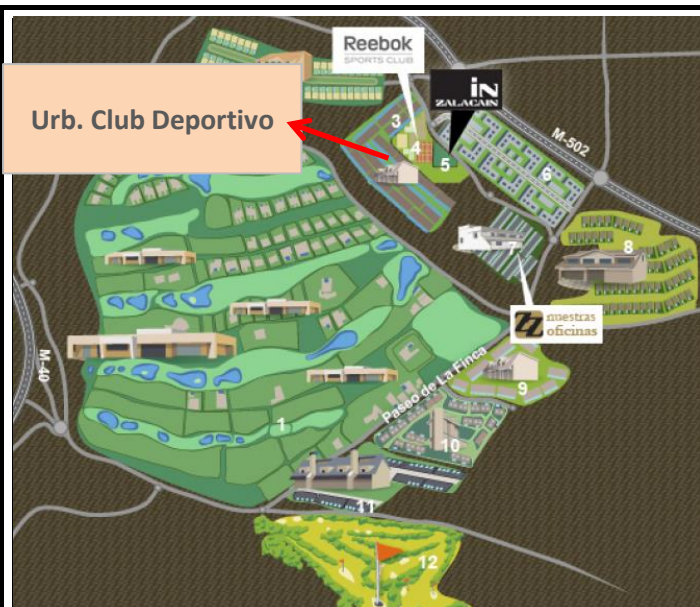 Reebok
SPORTS CLUB
iN
ZALACAIN
Urb. Club Deportivo
3
4
5
M-502
6
7
8
nuestras
oficinas
M-40
Paseo de La Finca
9
1
10
11
12